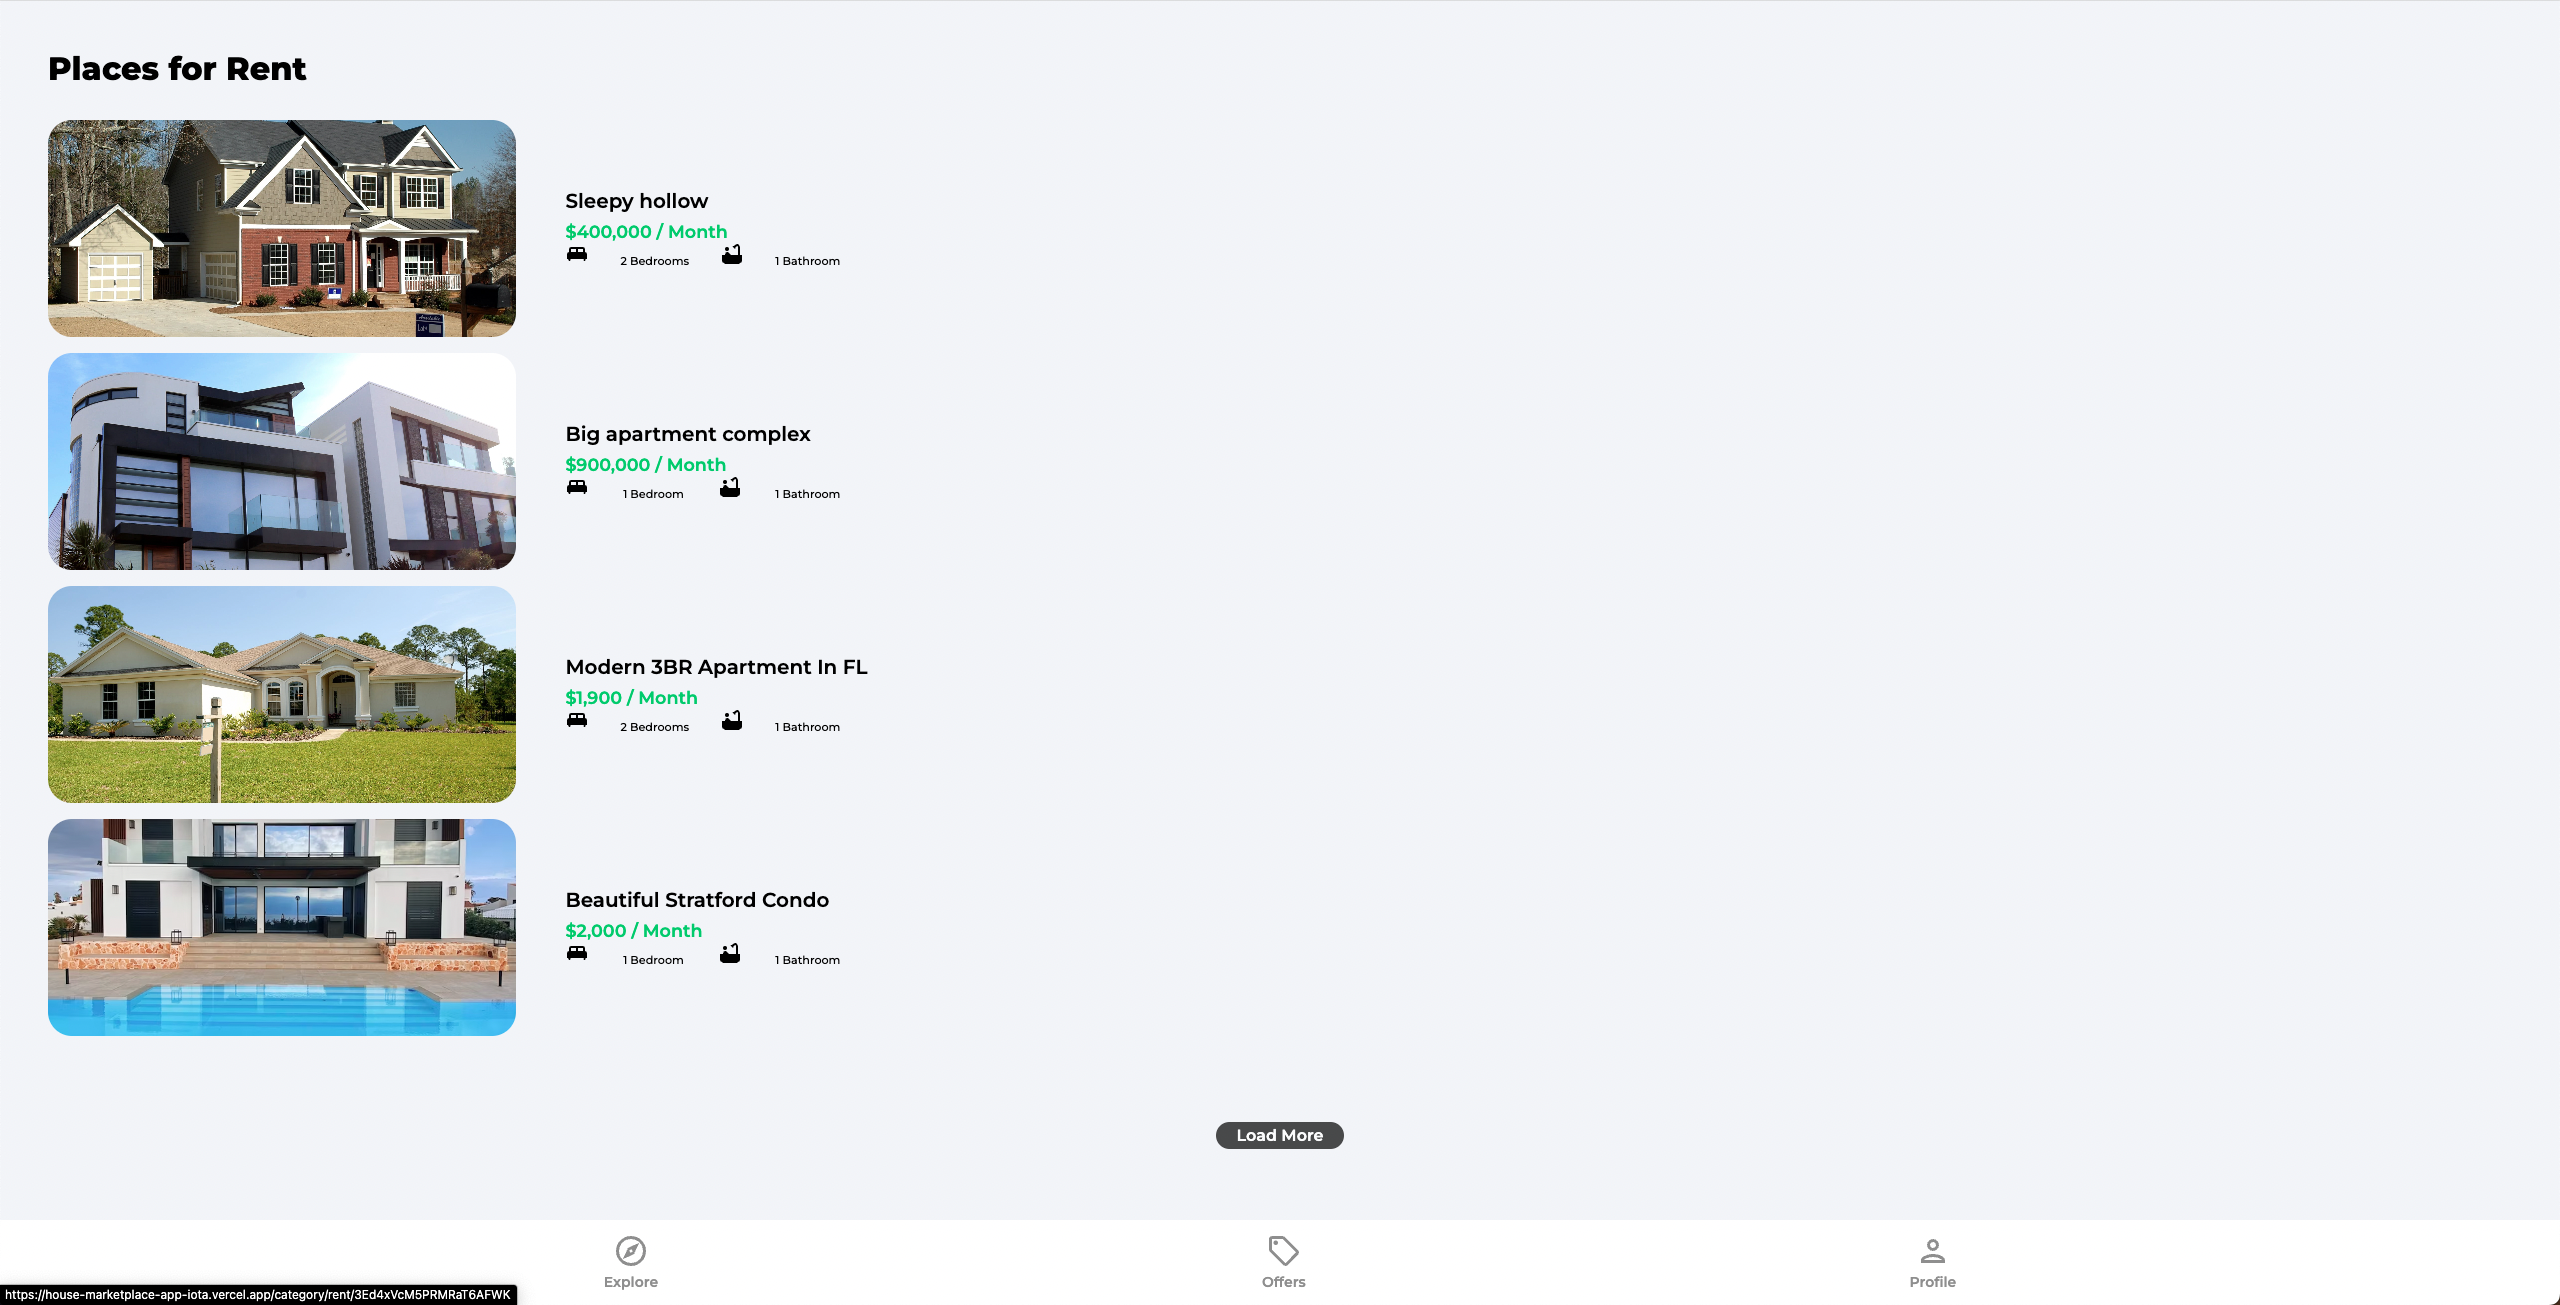 Places for Rent
Sleepy hollow
$400,000 / Month
2 Bedrooms 1 Bathroom
Big apartment complex
$900,000 / Month
1 Bedroom 1 Bathroom
Modern 3BR Apartment In FL
$1,900 / Month
2 Bedrooms 1 Bathroom
Beautiful Stratford Condo
$2,000 / Month
1 Bedroom 1 Bathroom
Load More
Explore Offers Profile
https://house-marketplace-app-iota.vercel.app/category/rent/3Ed4xVcM5PRMRaT6AFWK